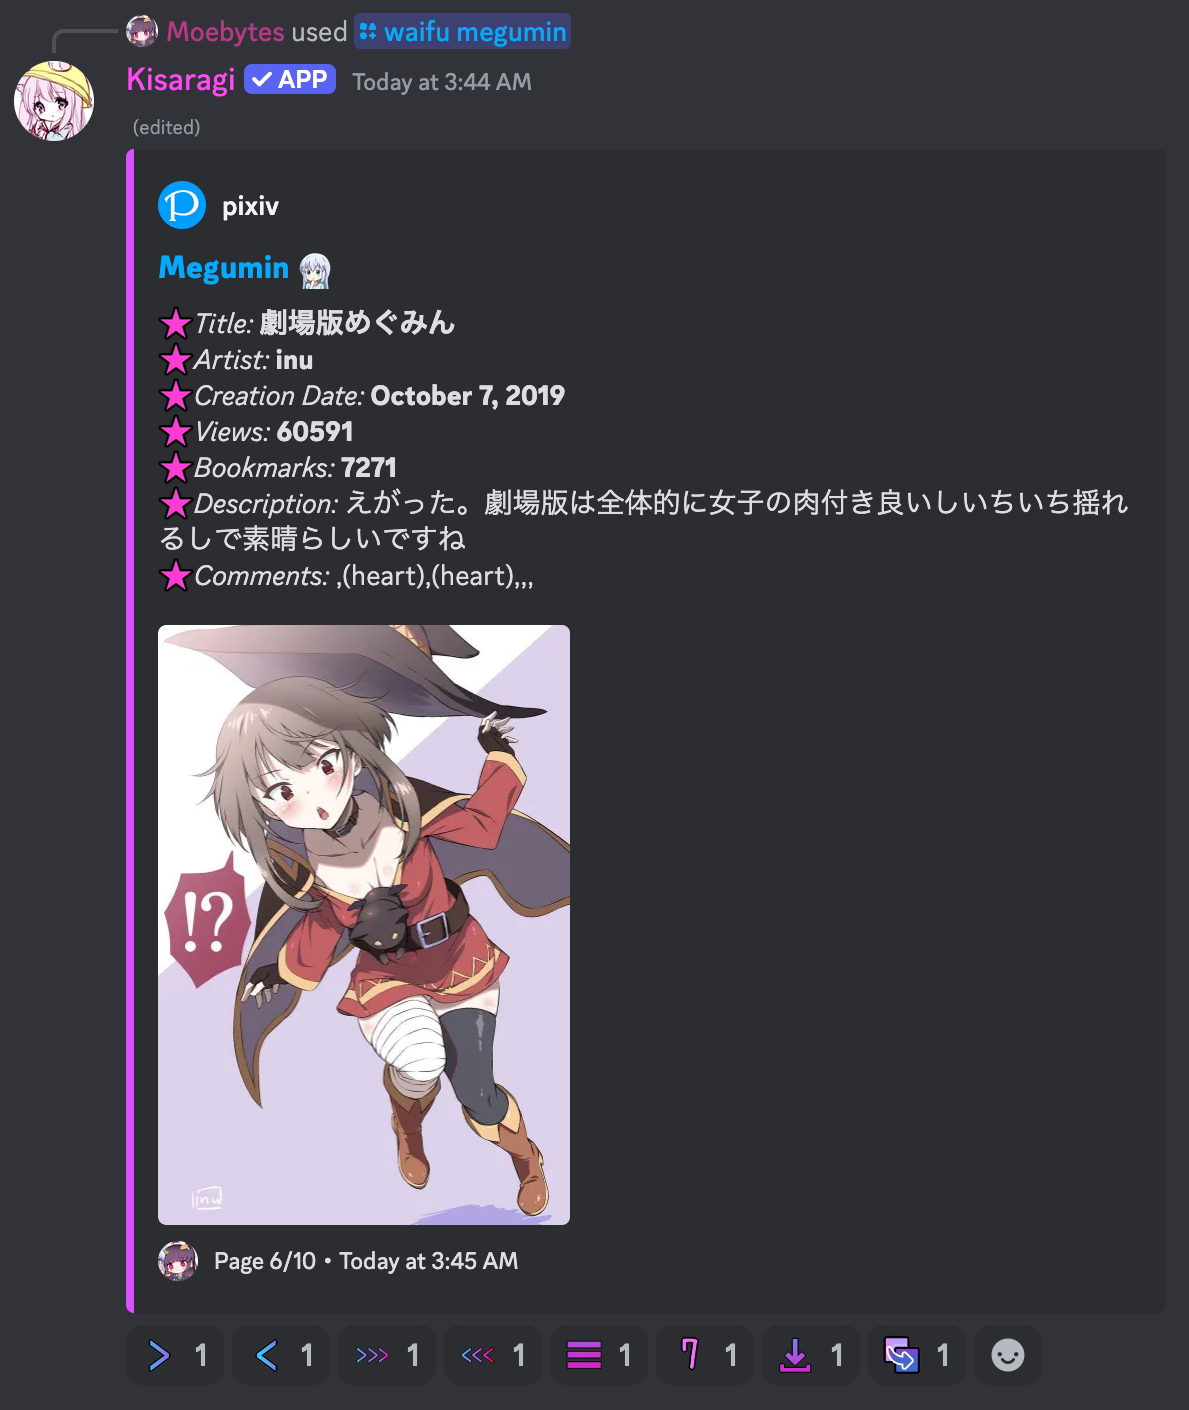 Moebytes used waifu megumin
Kisaragi APP Today at 3:44 AM
(edited)
pixiv
Megumin
Title: 劇場版めぐみん
Artist: inu
Creation Date: October 7, 2019
Views: 60591
Bookmarks: 7271
Description: えがった。劇場版は全体的に女子の肉付き良いしいちいち揺れ
るしで素晴らしいですね
Comments: ,(heart),(heart),,,
!?
inu
Page 6/10 • Today at 3:45 AM
1 1 1 1 1 7 1 1 1